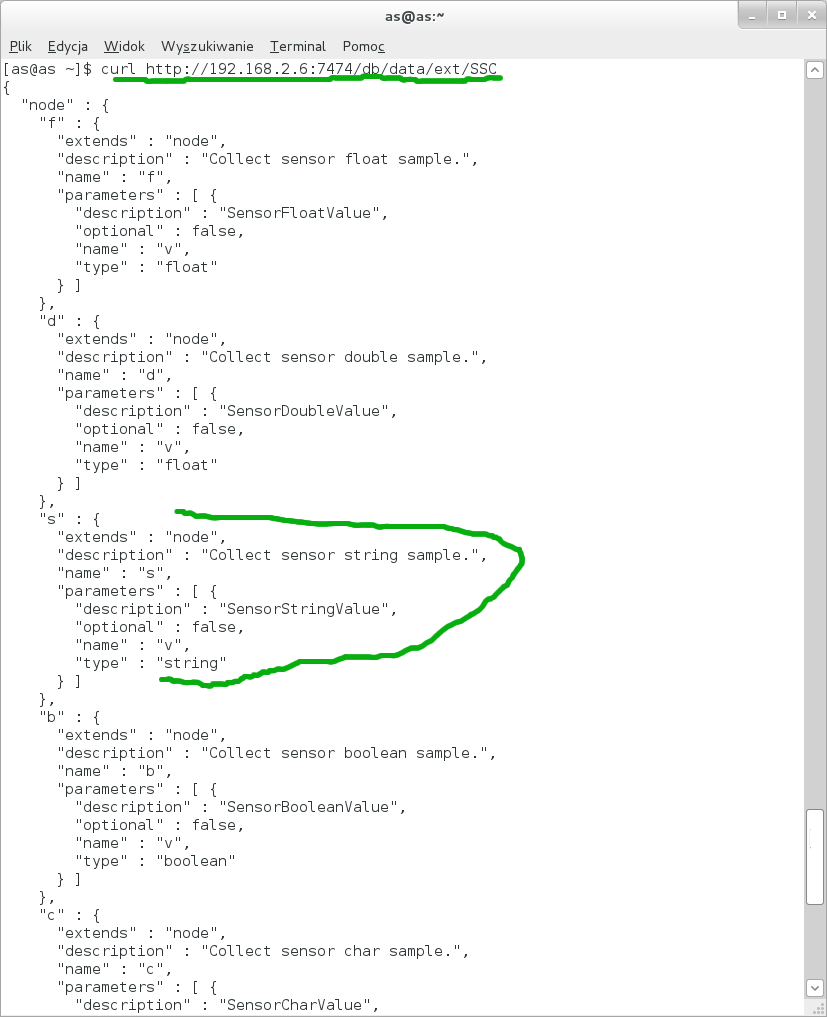 as@as:~
Plik Edycja Widok Wyszukiwanie Terminal Pomoc
[as@as ~]$ curl http://192.168.2.6:7474/db/data/ext/SSC
{
  "node" : {
    "f" : {
      "extends" : "node",
      "description" : "Collect sensor float sample.",
      "name" : "f",
      "parameters" : [ {
        "description" : "SensorFloatValue",
        "optional" : false,
        "name" : "v",
        "type" : "float"
      } ]
    },
    "d" : {
      "extends" : "node",
      "description" : "Collect sensor double sample.",
      "name" : "d",
      "parameters" : [ {
        "description" : "SensorDoubleValue",
        "optional" : false,
        "name" : "v",
        "type" : "float"
      } ]
    },
    "s" : {
      "extends" : "node",
      "description" : "Collect sensor string sample.",
      "name" : "s",
      "parameters" : [ {
        "description" : "SensorStringValue",
        "optional" : false,
        "name" : "v",
        "type" : "string"
      } ]
    },
    "b" : {
      "extends" : "node",
      "description" : "Collect sensor boolean sample.",
      "name" : "b",
      "parameters" : [ {
        "description" : "SensorBooleanValue",
        "optional" : false,
        "name" : "v",
        "type" : "boolean"
      } ]
    },
    "c" : {
      "extends" : "node",
      "description" : "Collect sensor char sample.",
      "name" : "c",
      "parameters" : [ {
        "description" : "SensorCharValue",